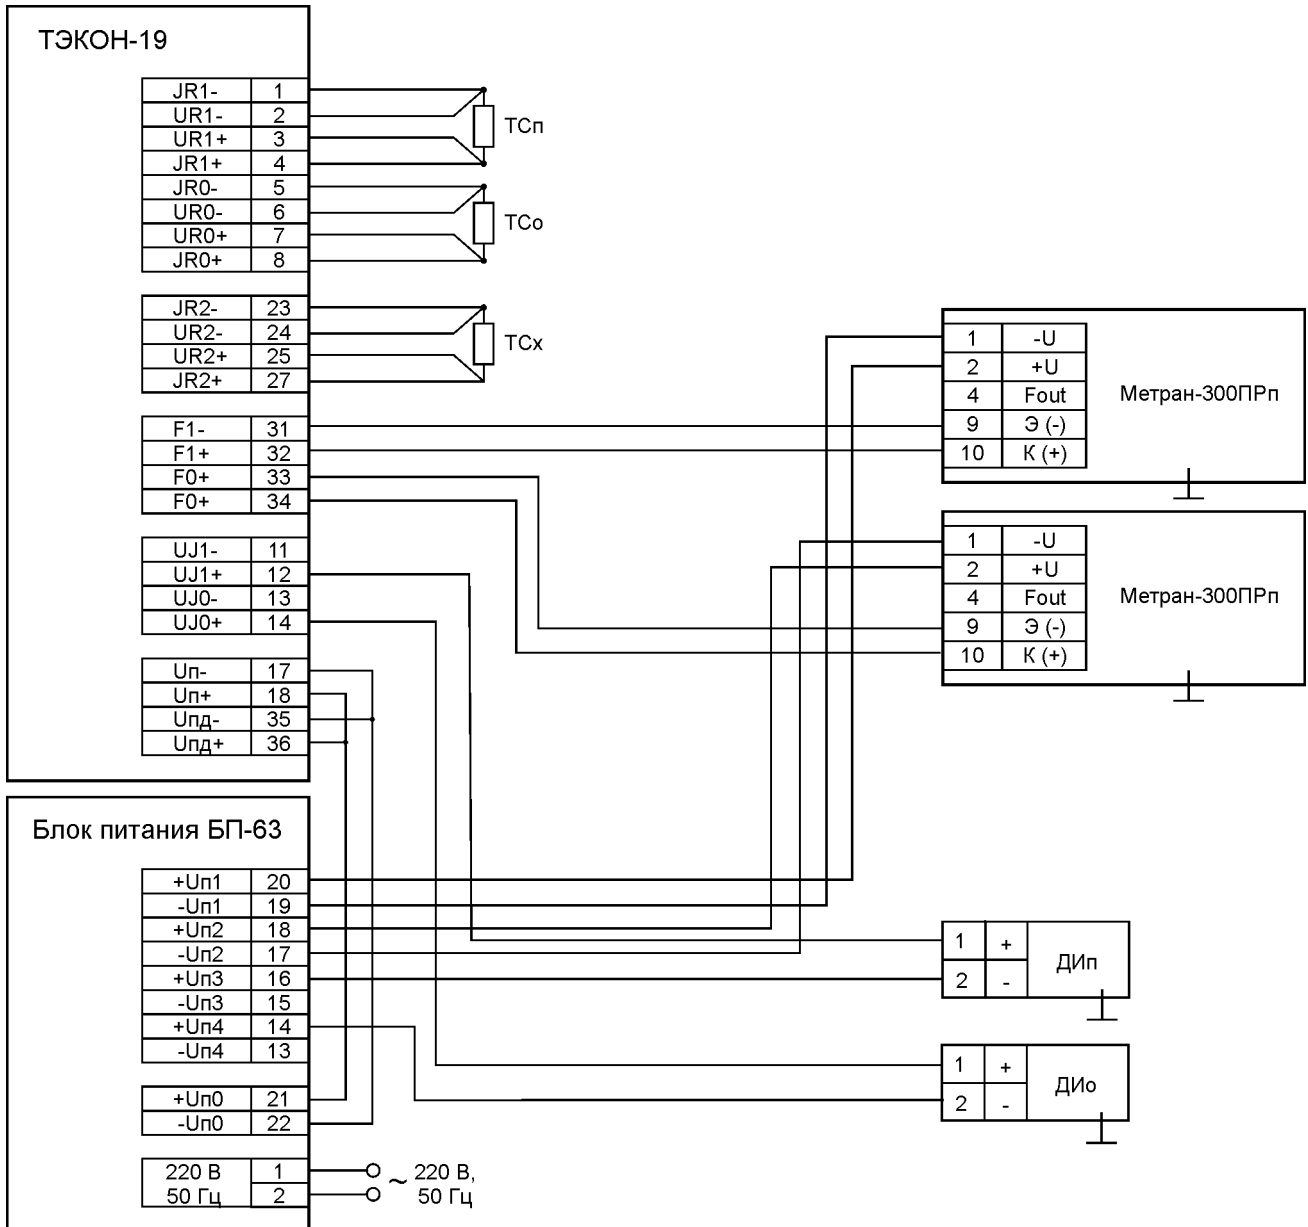 ТЭКОН-19
JR1- 1
UR1- 2
UR1+ 3
JR1+ 4
ТСп
JR0- 5
UR0- 6
UR0+ 7
JR0+ 8
ТСо
JR2- 23
UR2- 24
UR2+ 25
JR2+ 27
ТСх
F1- 31
F1+ 32
F0+ 33
F0+ 34
UJ1- 11
UJ1+ 12
UJ0- 13
UJ0+ 14
Uп- 17
Uп+ 18
Uпд- 35
Uпд+ 36
1 -U
2 +U
4 Fout
9 Э (-)
10 К (+)
Метран-300ПРп
1 -U
2 +U
4 Fout
9 Э (-)
10 К (+)
Метран-300ПРп
Блок питания БП-63
+Uп1 20
-Uп1 19
+Uп2 18
-Uп2 17
+Uп3 16
-Uп3 15
+Uп4 14
-Uп4 13
+Uп0 21
-Uп0 22
220 В 1
50 Гц 2
~ 220 В,
50 Гц
1 +
2 -
ДИп
1 +
2 -
ДИо